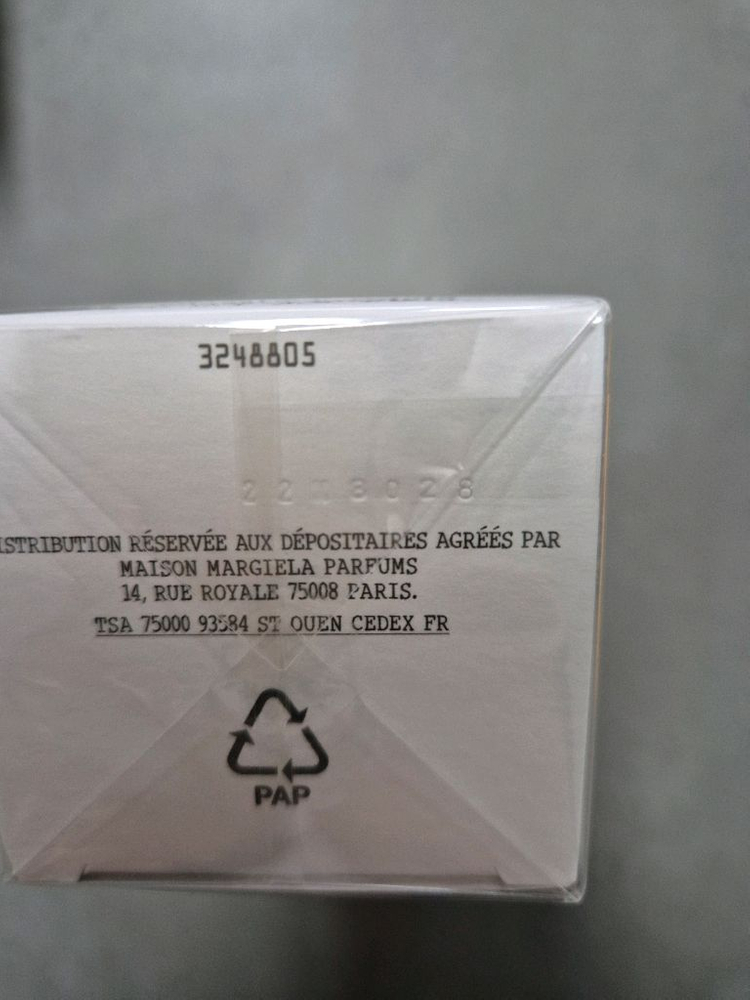 3248805
ISTRIBUTION RÉSERVÉE AUX DÉPOSITAIRES AGRÉÉS PAR
MAISON MARGIELA PARFUMS
14, RUE ROYALE 75008 PARIS.
TSA 75000 93584 ST OUEN CEDEX FR
PAP